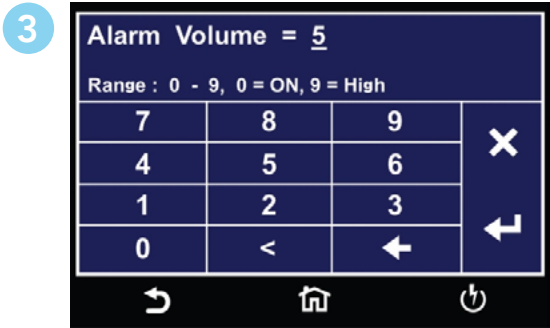 3
Alarm Volume = 5
Range : 0 - 9, 0 = ON, 9 = High
7 8 9
4 5 6
1 2 3
0 <